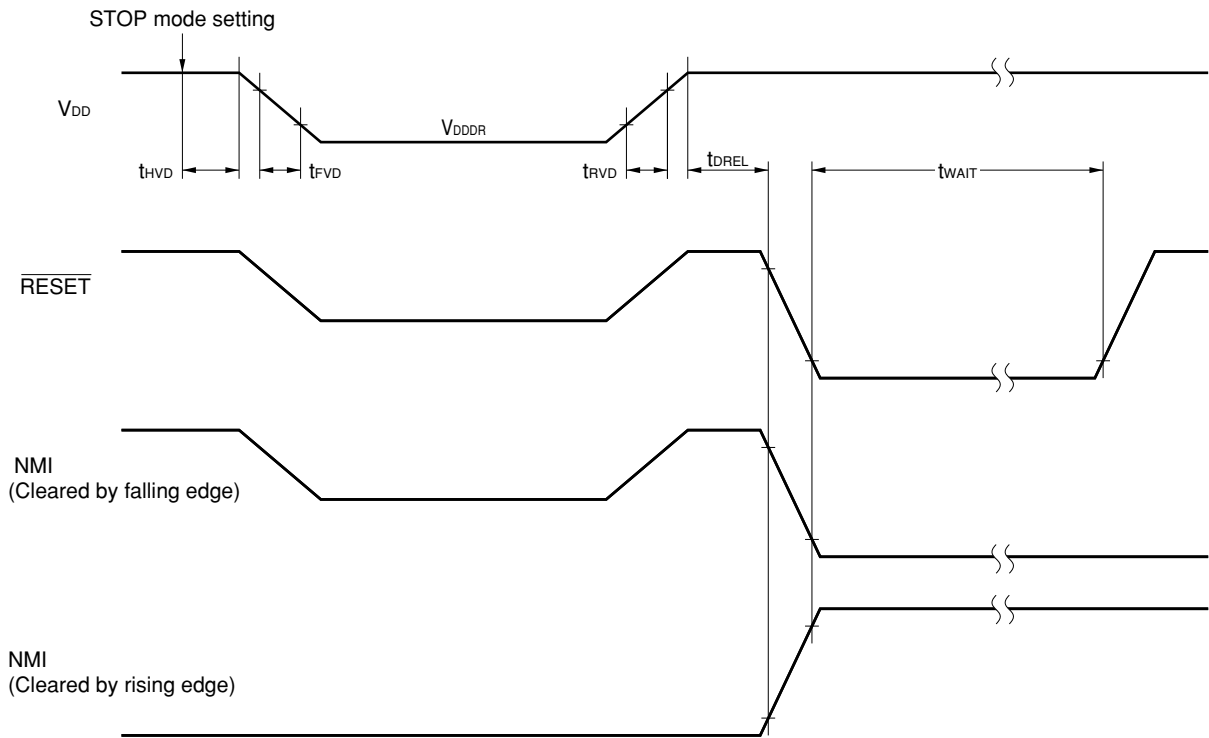 STOP mode setting
VDD
VDDDR
tHVD
tFVD
tRVD
tDREL
tWAIT
RESET
NMI
(Cleared by falling edge)
NMI
(Cleared by rising edge)